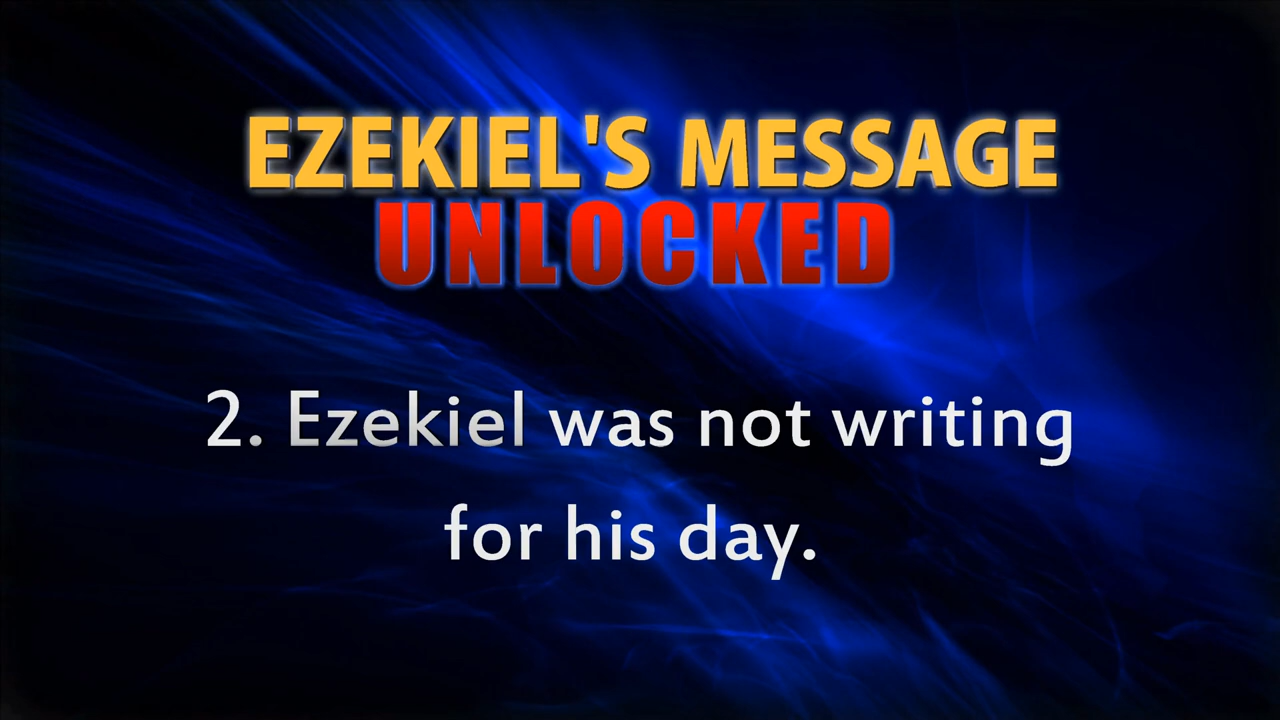 EZEKIEL'S MESSAGE
UNLOCKED
2. Ezekiel was not writing
for his day.